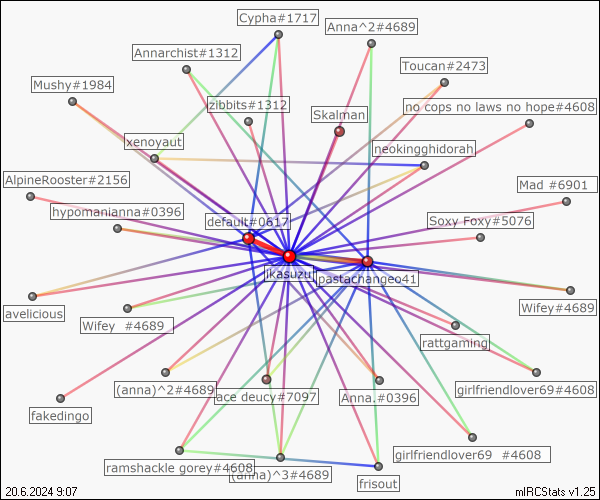 Cypha#1717
Anna^2#4689
Annarchist#1312
Toucan#2473
Mushy#1984
zibbits#1312
no cops no laws no hope#4608
Skalman
xenoyaut
neokingghidorah
AlpineRooster#2156
Mad #6901
hypomanianna#0396
default#0617
Soxy Foxy#5076
ikasuzu
pastachangeo41
avelicious
Wifey #4689
Wifey#4689
rattgaming
(anna)^2#4689
ace deucy#7097
Anna.#0396
girlfriendlover69#4608
fakedingo
girlfriendlover69 #4608
ramshackle gorey#4608
(anna)^3#4689
frisout
20.6.2024 9:07
mIRCStats v1.25